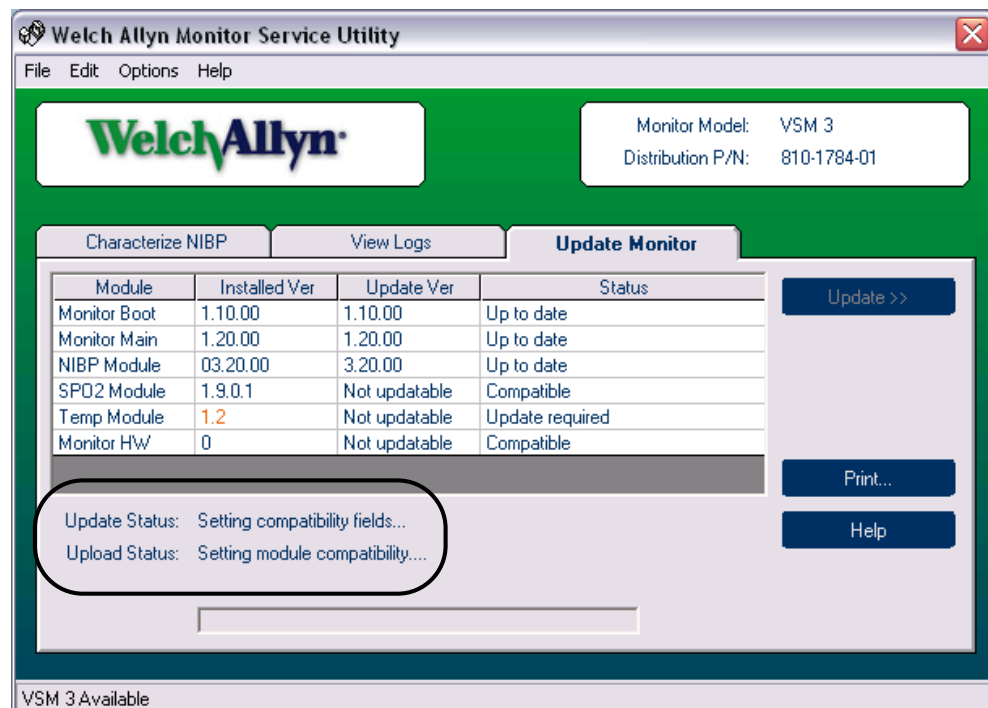 Welch Allyn Monitor Service Utility
File Edit Options Help
WelchAllyn
Monitor Model: VSM 3
Distribution P/N: 810-1784-01
Characterize NIBP View Logs Update Monitor
Module Installed Ver Update Ver Status
Monitor Boot 1.10.00 1.10.00 Up to date
Monitor Main 1.20.00 1.20.00 Up to date
NIBP Module 03.20.00 3.20.00 Up to date
SPO2 Module 1.9.0.1 Not updatable Compatible
Temp Module 1.2 Not updatable Update required
Monitor HW 0 Not updatable Compatible
Update >>
Print...
Help
Update Status: Setting compatibility fields...
Upload Status: Setting module compatibility....
VSM 3 Available